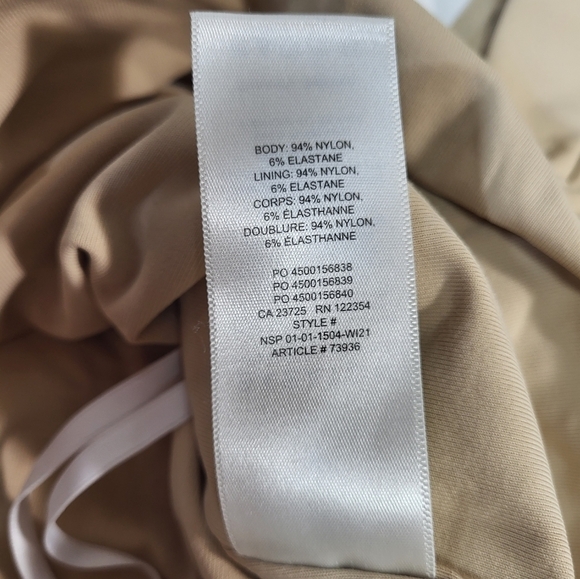 BODY: 94% NYLON,
6% ELASTANE
LINING: 94% NYLON,
6% ELASTANE
CORPS: 94% NYLON,
6% ÉLASTHANNE
DOUBLURE: 94% NYLON,
6% ÉLASTHANNE
PO 4500156838
PO 4500156839
PO 4500156840
CA 23725 RN 122354
STYLE #
NSP 01-01-1504-WI21
ARTICLE # 73936